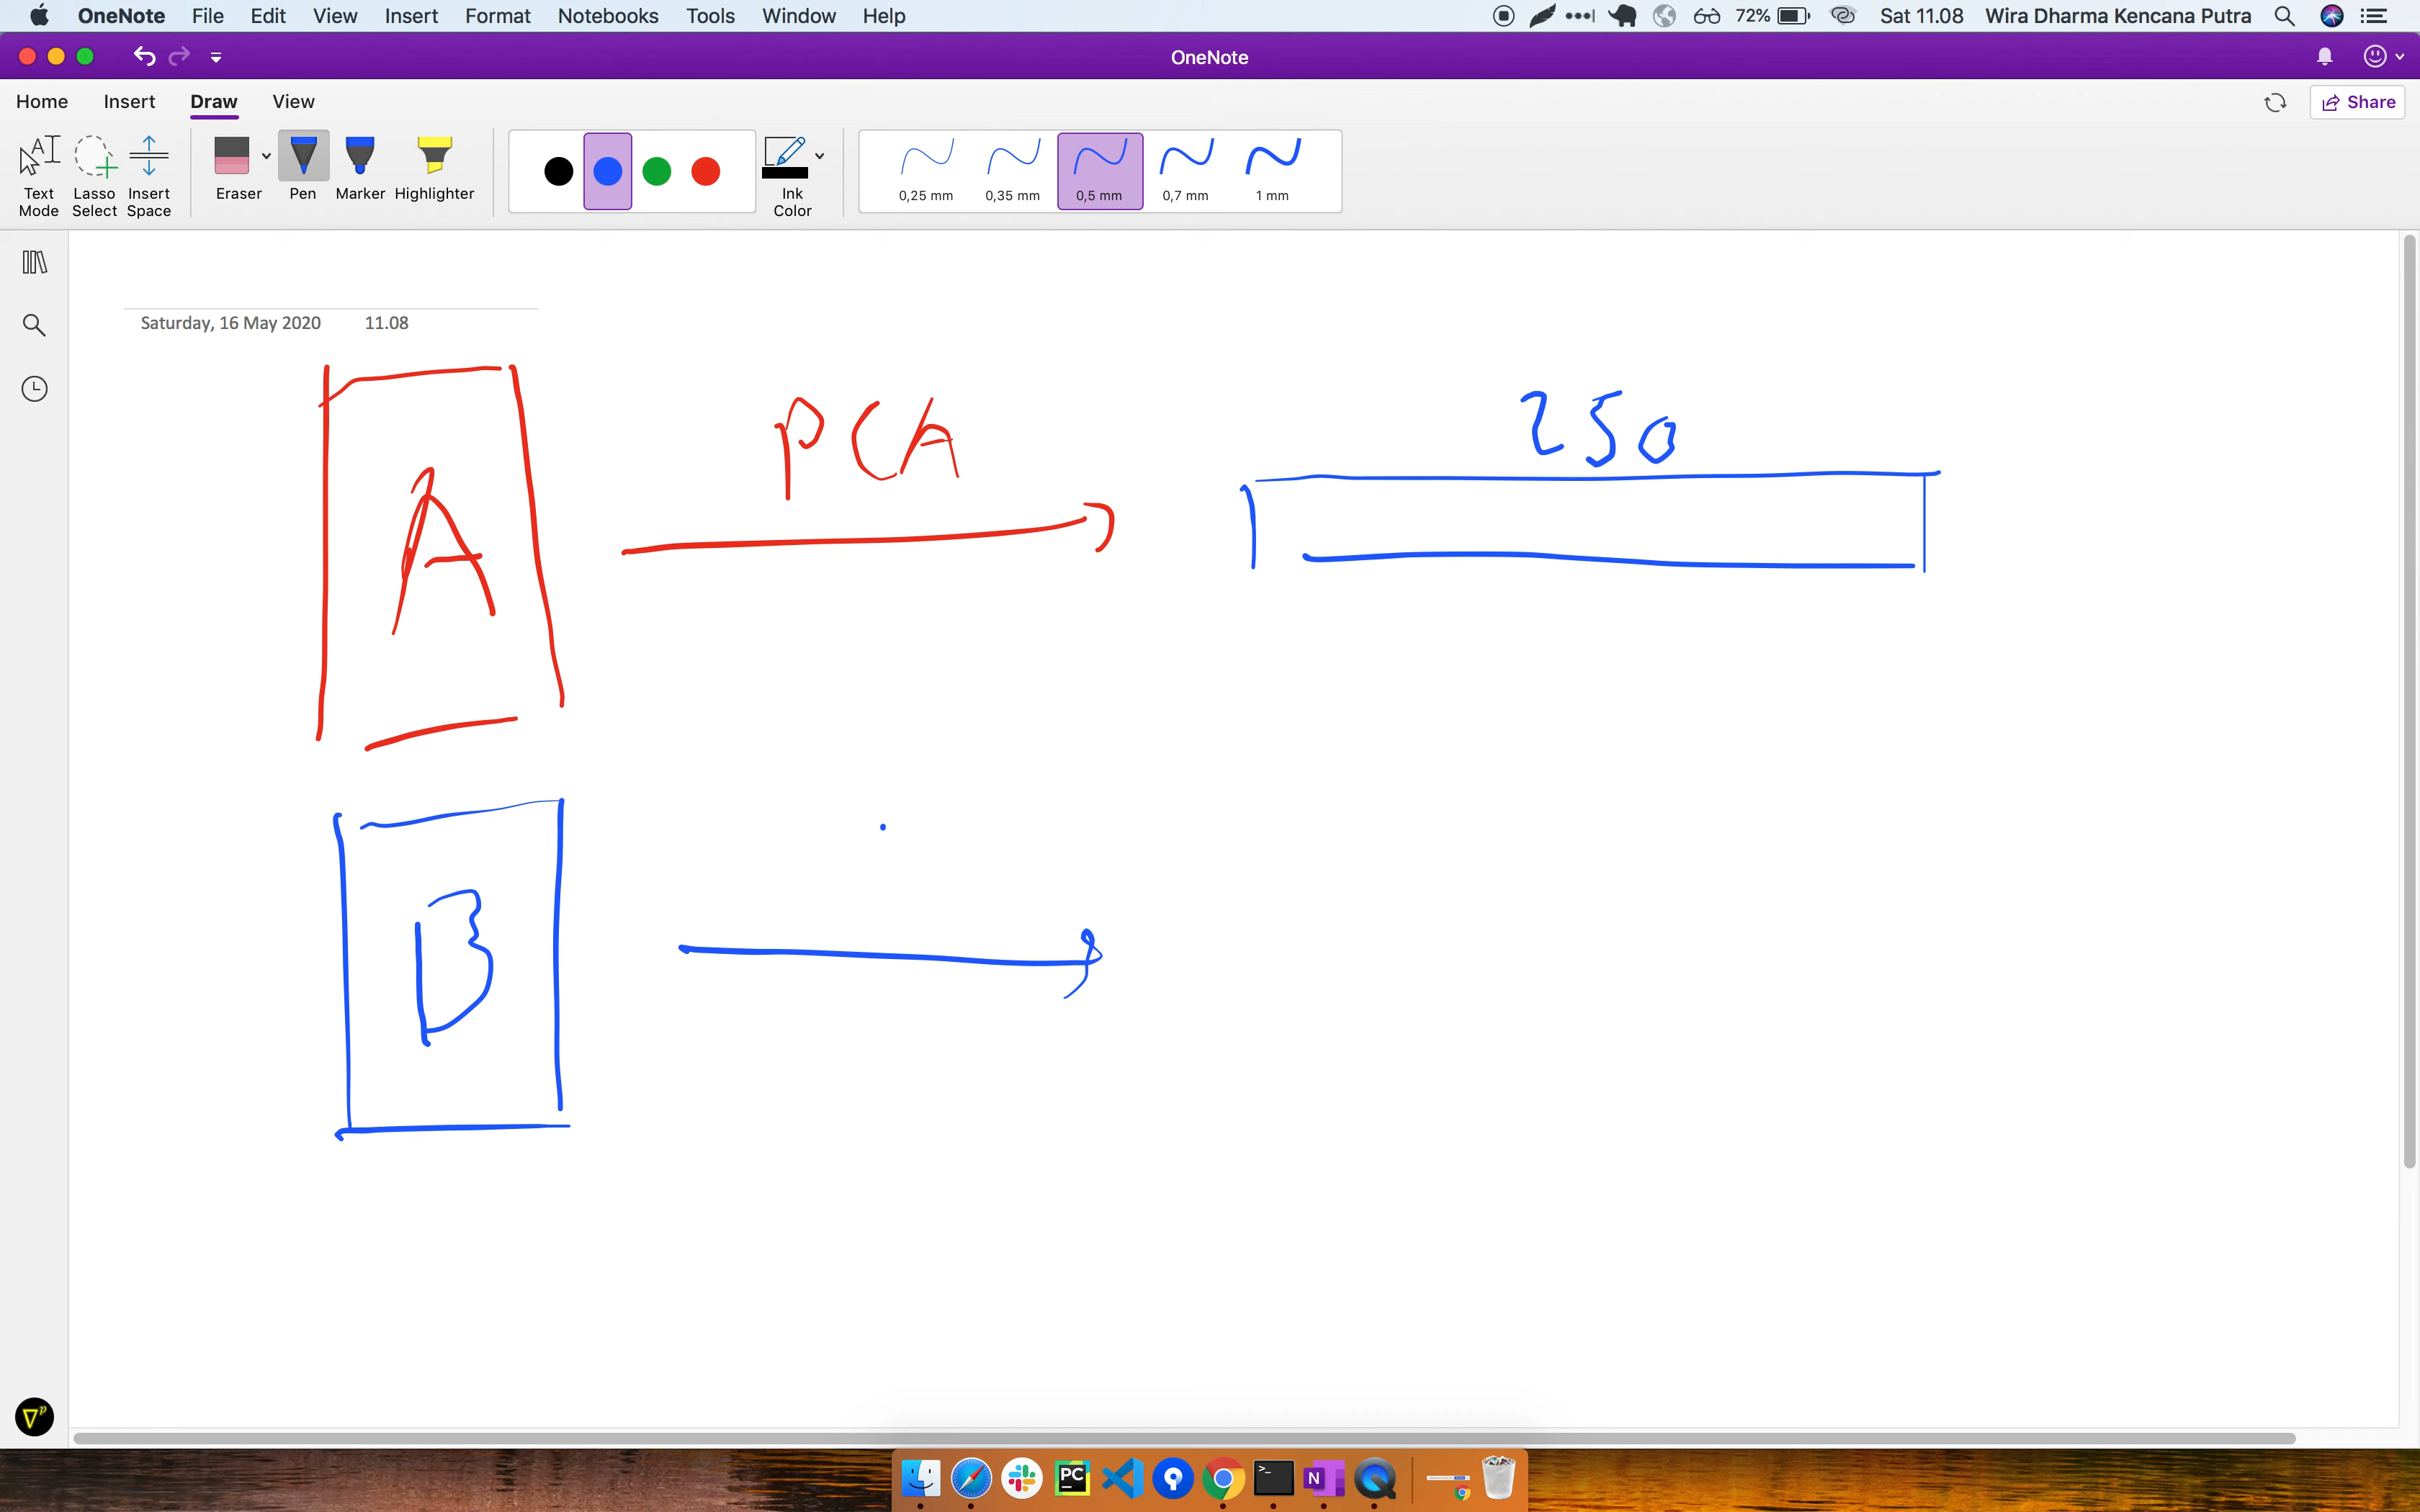 OneNote File Edit View Insert Format Notebooks Tools Window Help 72% Sat 11.08 Wira Dharma Kencana Putra
OneNote
Home Insert Draw View Share
Text Mode Lasso Select Insert Space Eraser Pen Marker Highlighter Ink Color 0,25 mm 0,35 mm 0,5 mm 0,7 mm 1 mm
Saturday, 16 May 2020 11.08
A PCA 250
B